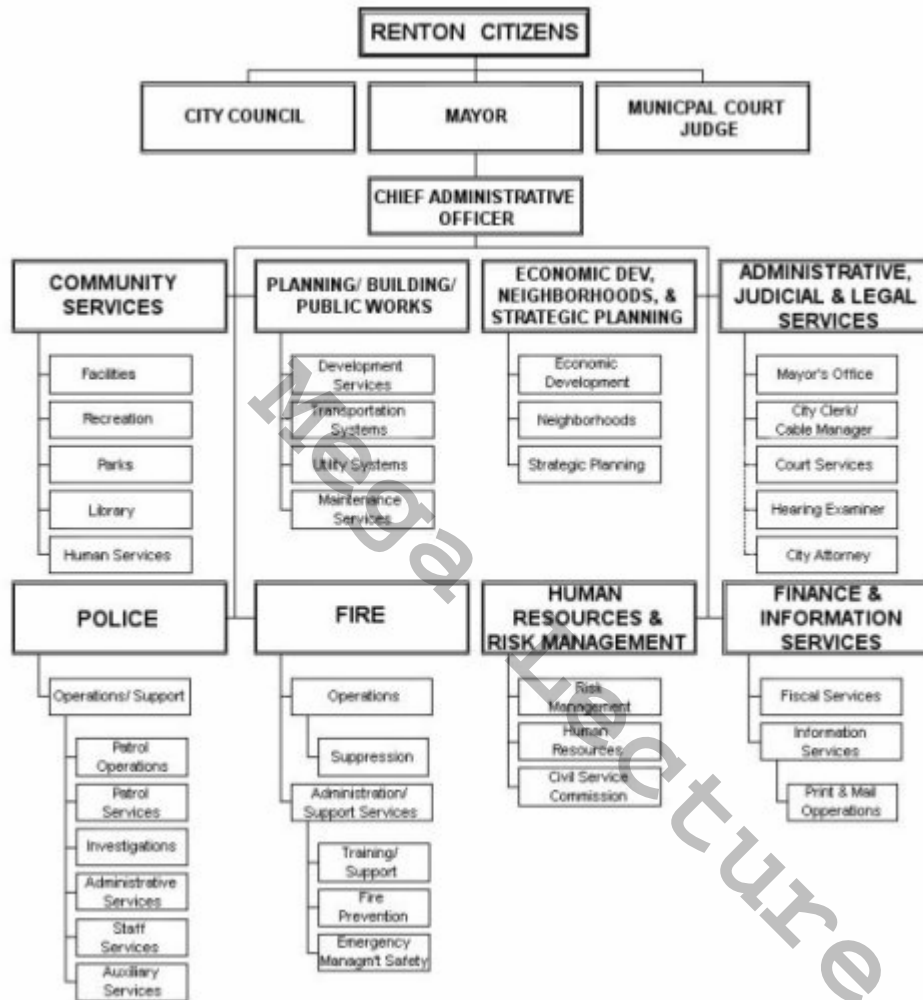 RENTON CITIZENS
CITY COUNCIL
MAYOR
MUNICPAL COURT
JUDGE
CHIEF ADMINISTRATIVE
OFFICER
COMMUNITY
SERVICES
Facilities
Recreation
Parks
Library
Human Services
PLANNING/ BUILDING/
PUBLIC WORKS
Development
Services
Transportation
Systems
Utility Systems
Maintenance
Services
ECONOMIC DEV,
NEIGHBORHOODS, &
STRATEGIC PLANNING
Economic
Development
Neighborhoods
Strategic Planning
ADMINISTRATIVE,
JUDICIAL & LEGAL
SERVICES
Mayor's Office
City Clerk/
Cable Manager
Court Services
Hearing Examiner
City Attorney
POLICE
Operations/ Support
Patrol
Operations
Patrol
Services
Investigations
Administrative
Services
Staff
Services
Auxiliary
Services
FIRE
Operations
Suppression
Administration/
Support Services
Training/
Support
Fire
Prevention
Emergency
Managm't Safety
HUMAN
RESOURCES &
RISK MANAGEMENT
Risk
Management
Human
Resources
Civil Service
Commission
FINANCE &
INFORMATION
SERVICES
Fiscal Services
Information
Services
Print & Mail
Opperations
Mega Lecture